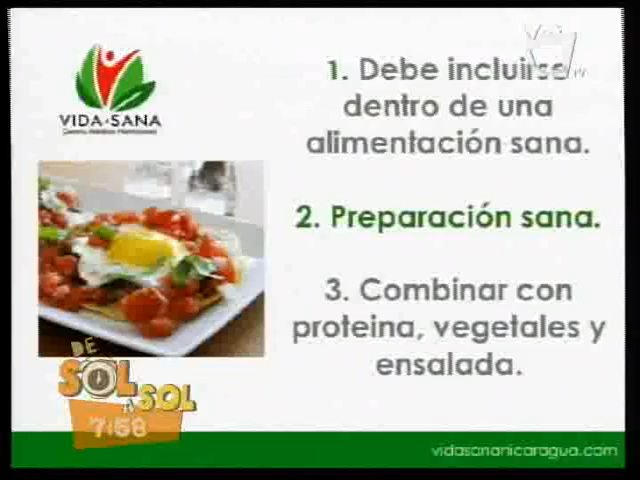 VIDA SANA
1. Debe incluirse
dentro de una
alimentación sana.
2. Preparación sana.
3. Combinar con
proteina, vegetales y
ensalada.
DE
SOL
A SOL
7:58
vidasananicaragua.com